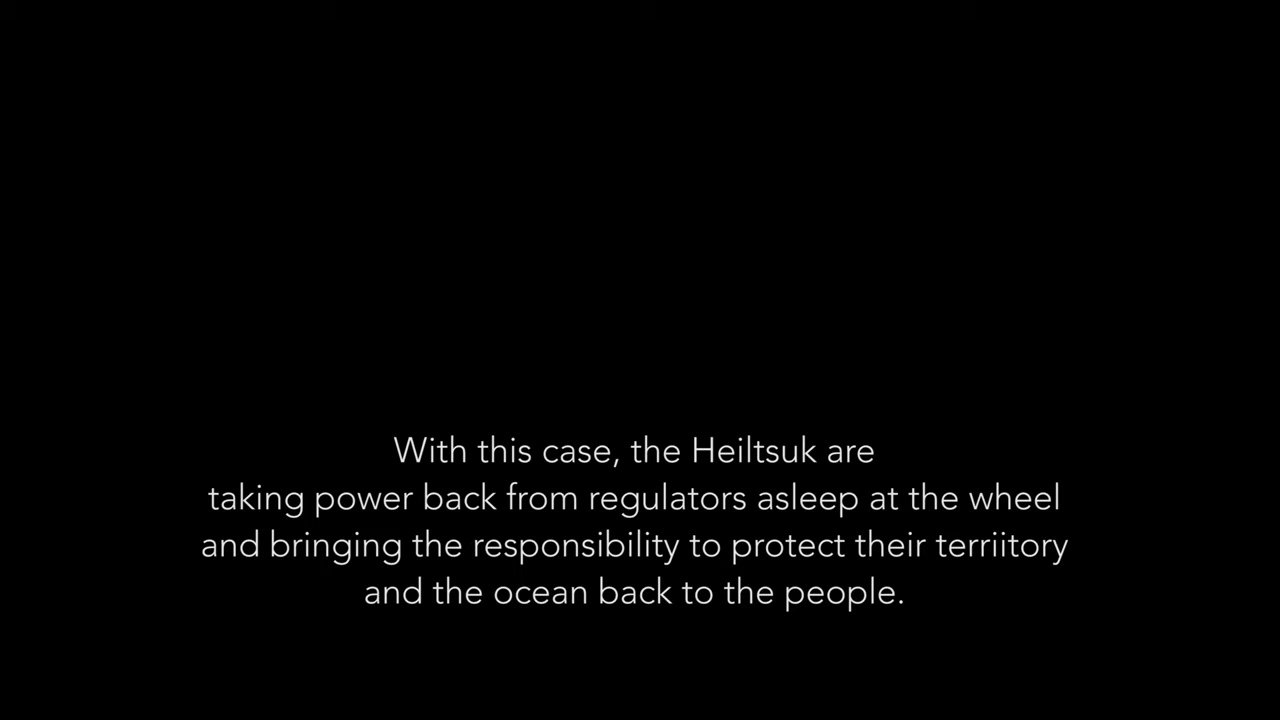 With this case, the Heiltsuk are
taking power back from regulators asleep at the wheel
and bringing the responsibility to protect their terriitory
and the ocean back to the people.